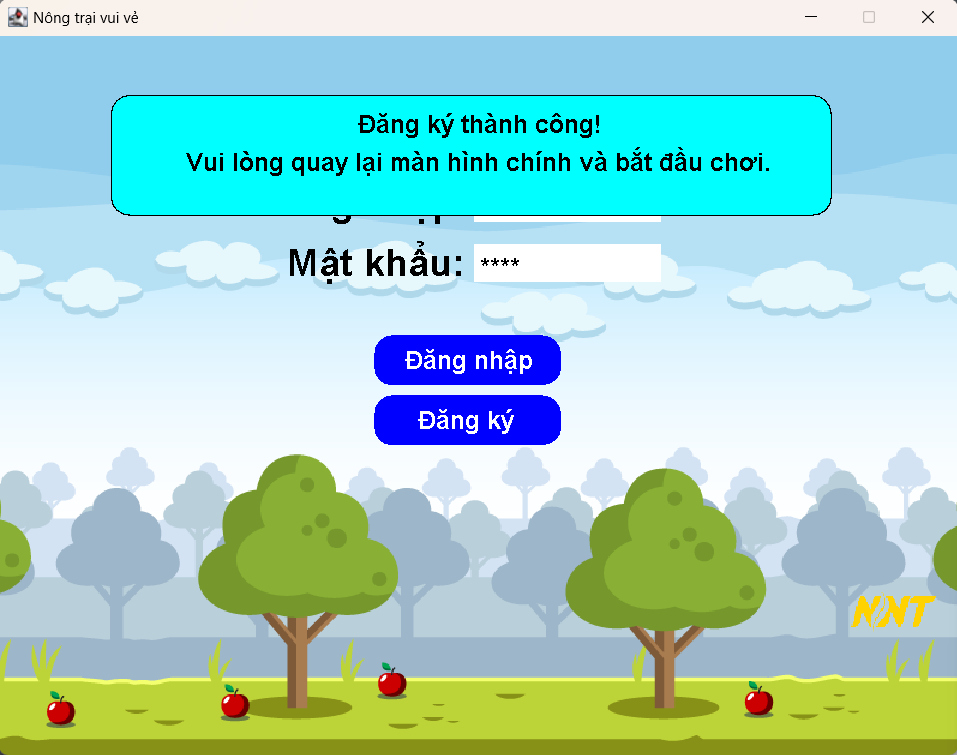 Nông trại vui vẻ
Đăng ký thành công!
Vui lòng quay lại màn hình chính và bắt đầu chơi.
Mật khẩu: ****
Đăng nhập
Đăng ký
N&NT